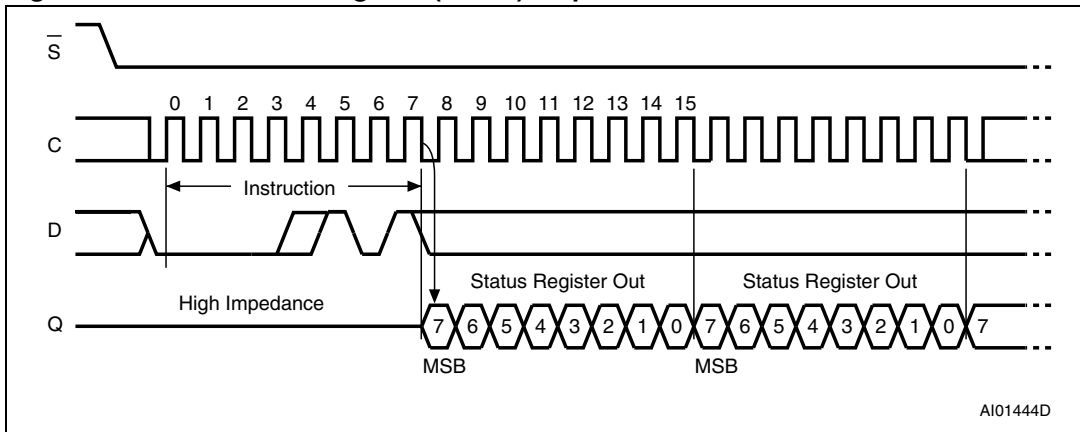 S
0 1 2 3 4 5 6 7 8 9 10 11 12 13 14 15
C
Instruction
D
Status Register Out Status Register Out
High Impedance
Q 7 6 5 4 3 2 1 0 7 6 5 4 3 2 1 0 7
MSB MSB
AI01444D